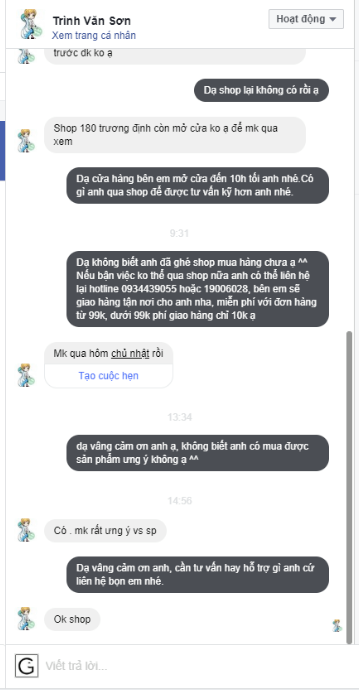 Trinh Văn Sơn
Xem trang cá nhân
Hoạt động
trước dk ko ạ
Dạ shop lại không có rồi ạ
Shop 180 trương định còn mở cửa ko ạ để mk qua
xem
Dạ cửa hàng bên em mở cửa đến 10h tối anh nhé.Có
gì anh qua shop để được tư vấn kỹ hơn anh nhé.
9:31
Dạ không biết anh đã ghé shop mua hàng chưa ạ ^^
Nếu bận việc ko thể qua shop nữa anh có thể liên hệ
lại hotline 0934439055 hoặc 19006028, bên em sẽ
giao hàng tận nơi cho anh nha, miễn phí với đơn hàng
từ 99k, dưới 99k phí giao hàng chỉ 10k ạ
Mk qua hôm chủ nhật rồi
Tạo cuộc hẹn
13:34
dạ vâng cảm ơn anh ạ, không biết anh có mua được
sản phẩm ưng ý không ạ ^^
14:56
Có . mk rất ưng ý vs sp
Dạ vâng cảm ơn anh, cần tư vấn hay hỗ trợ gì anh cứ
liên hệ bọn em nhé.
Ok shop
G Viết trả lời...